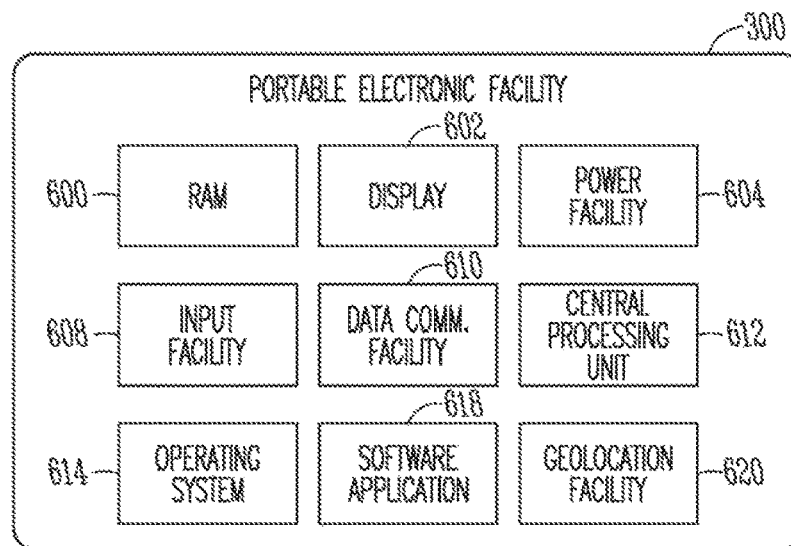 300
PORTABLE ELECTRONIC FACILITY
602
600
RAM
DISPLAY
POWER
FACILITY
604
610
608
INPUT
FACILITY
DATA COMM.
FACILITY
CENTRAL
PROCESSING
UNIT
612
618
614
OPERATING
SYSTEM
SOFTWARE
APPLICATION
GEOLOCATION
FACILITY
620